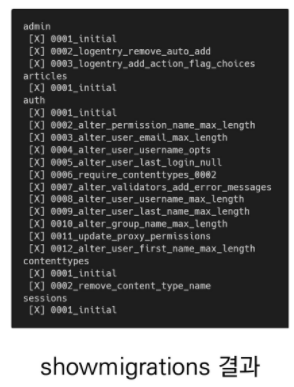 admin
[X] 0001_initial
[X] 0002_logentry_remove_auto_add
[X] 0003_logentry_add_action_flag_choices
articles
[X] 0001_initial
auth
[X] 0001_initial
[X] 0002_alter_permission_name_max_length
[X] 0003_alter_user_email_max_length
[X] 0004_alter_user_username_opts
[X] 0005_alter_user_last_login_null
[X] 0006_require_contenttypes_0002
[X] 0007_alter_validators_add_error_messages
[X] 0008_alter_user_username_max_length
[X] 0009_alter_user_last_name_max_length
[X] 0010_alter_group_name_max_length
[X] 0011_update_proxy_permissions
[X] 0012_alter_user_first_name_max_length
contenttypes
[X] 0001_initial
[X] 0002_remove_content_type_name
sessions
[X] 0001_initial
showmigrations 결과